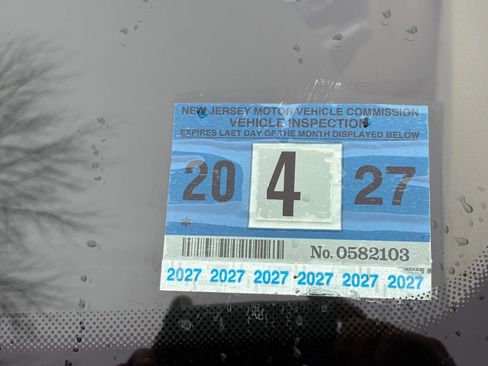 NEW JERSEY MOTOR VEHICLE COMMISSION
VEHICLE INSPECTION
EXPIRES LAST DAY OF THE MONTH DISPLAYED BELOW
20 4 27
No. 0582103
2027 2027 2027 2027 2027 2027